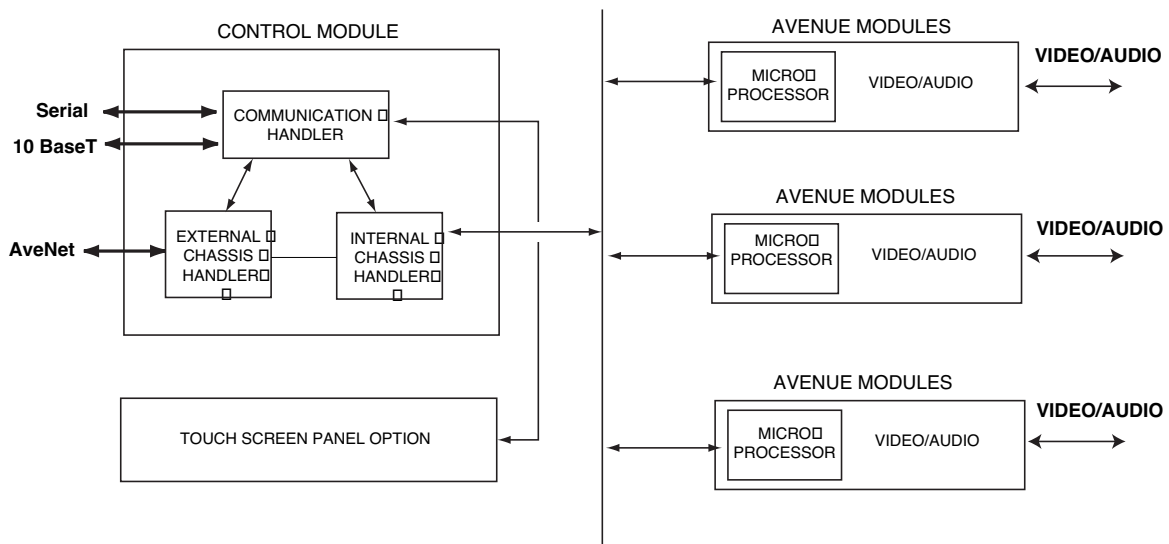 CONTROL MODULE
Serial
10 BaseT
AveNet
COMMUNICATION
HANDLER
EXTERNAL
CHASSIS
HANDLER
INTERNAL
CHASSIS
HANDLER
TOUCH SCREEN PANEL OPTION
AVENUE MODULES
MICRO
PROCESSOR
VIDEO/AUDIO
VIDEO/AUDIO
AVENUE MODULES
MICRO
PROCESSOR
VIDEO/AUDIO
VIDEO/AUDIO
AVENUE MODULES
MICRO
PROCESSOR
VIDEO/AUDIO
VIDEO/AUDIO